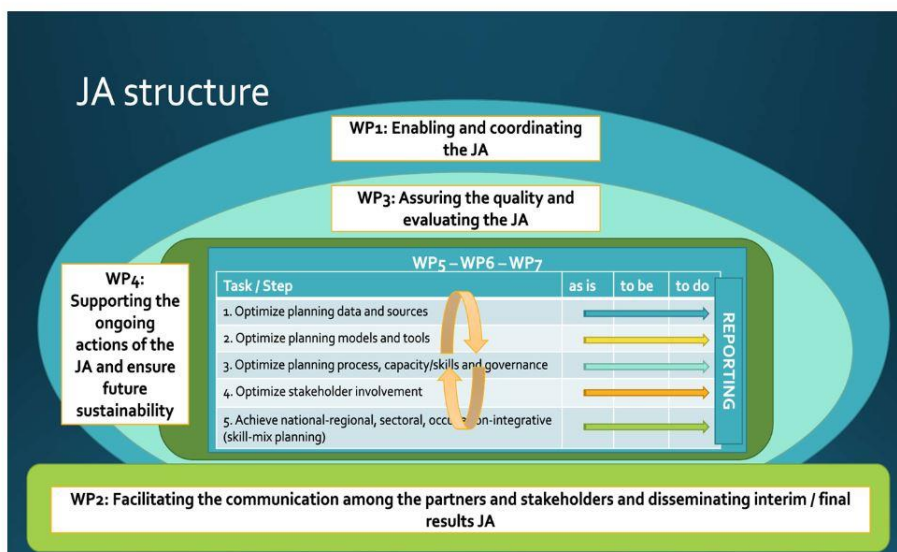 JA structure
WP1: Enabling and coordinating
the JA
WP3: Assuring the quality and
evaluating the JA
WP4:
Supporting the
ongoing
actions of the
JA and ensure
future
sustainability
WP5 – WP6 – WP7
Task / Step as is to be to do
1. Optimize planning data and sources
2. Optimize planning models and tools
3. Optimize planning process, capacity/skills and governance
4. Optimize stakeholder involvement
5. Achieve national-regional, sectoral, -integrative
(skill-mix planning)
REPORTING
WP2: Facilitating the communication among the partners and stakeholders and disseminating interim / final
results JA